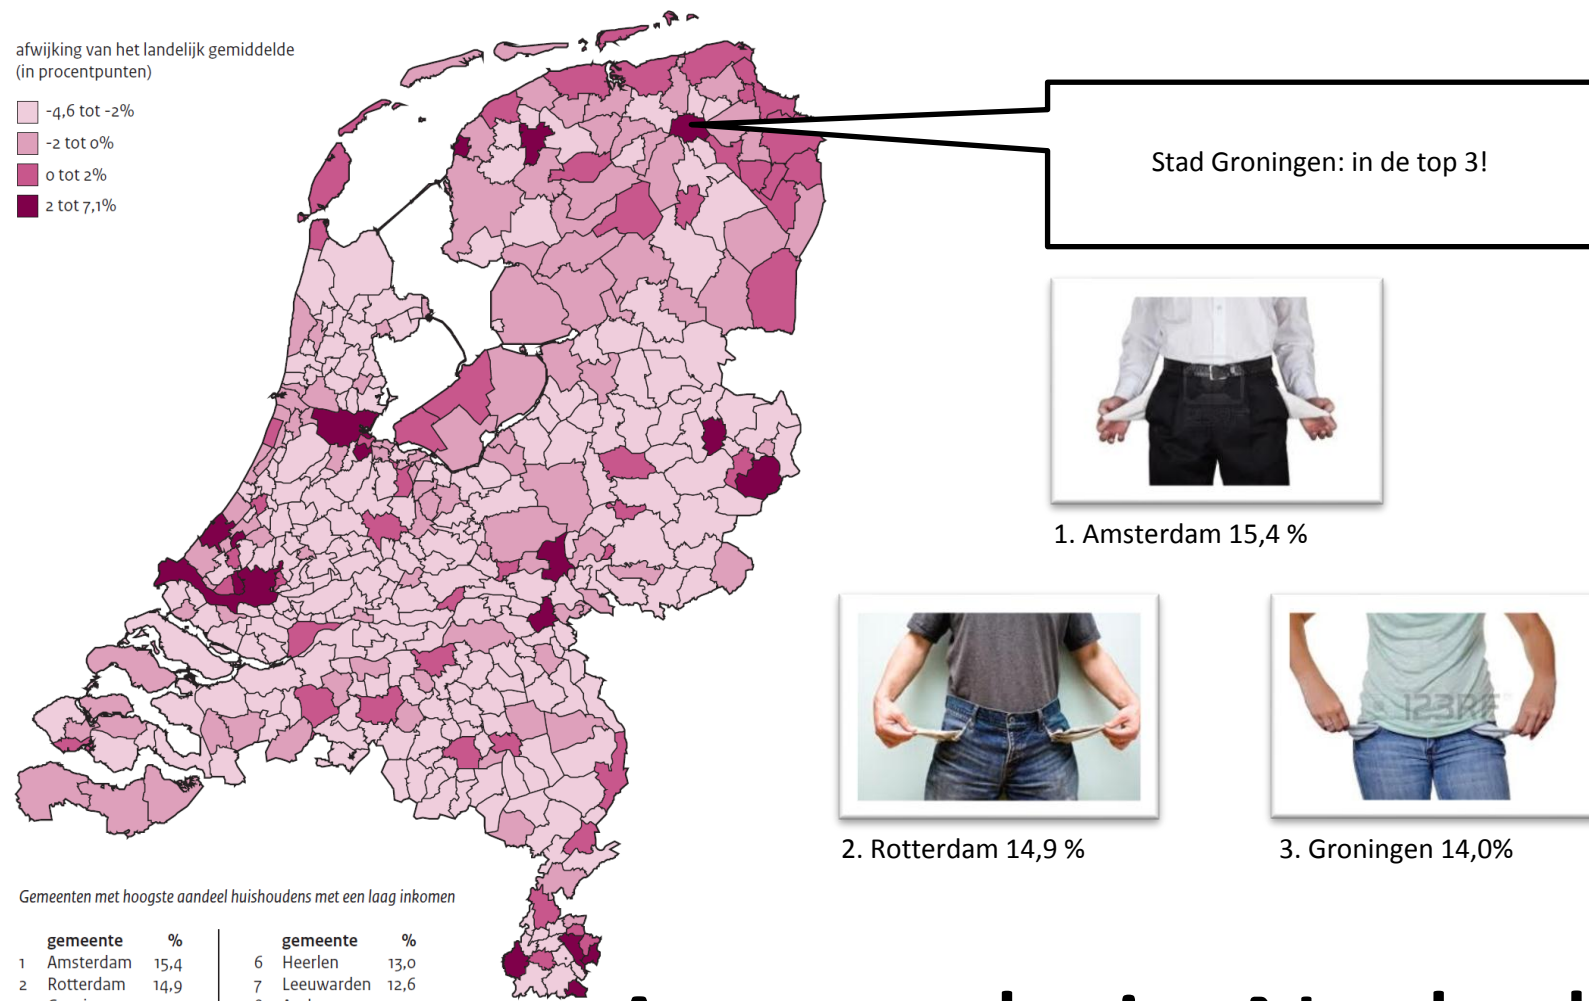 afwijking van het landelijk gemiddelde
(in procentpunten)
-4,6 tot -2%
-2 tot 0%
0 tot 2%
2 tot 7,1%
Stad Groningen: in de top 3!
1. Amsterdam 15,4 %
123RF
2. Rotterdam 14,9 %
3. Groningen 14,0%
Gemeenten met hoogste aandeel huishoudens met een laag inkomen
gemeente %
1 Amsterdam 15,4
2 Rotterdam 14,9
gemeente %
6 Heerlen 13,0
7 Leeuwarden 12,6